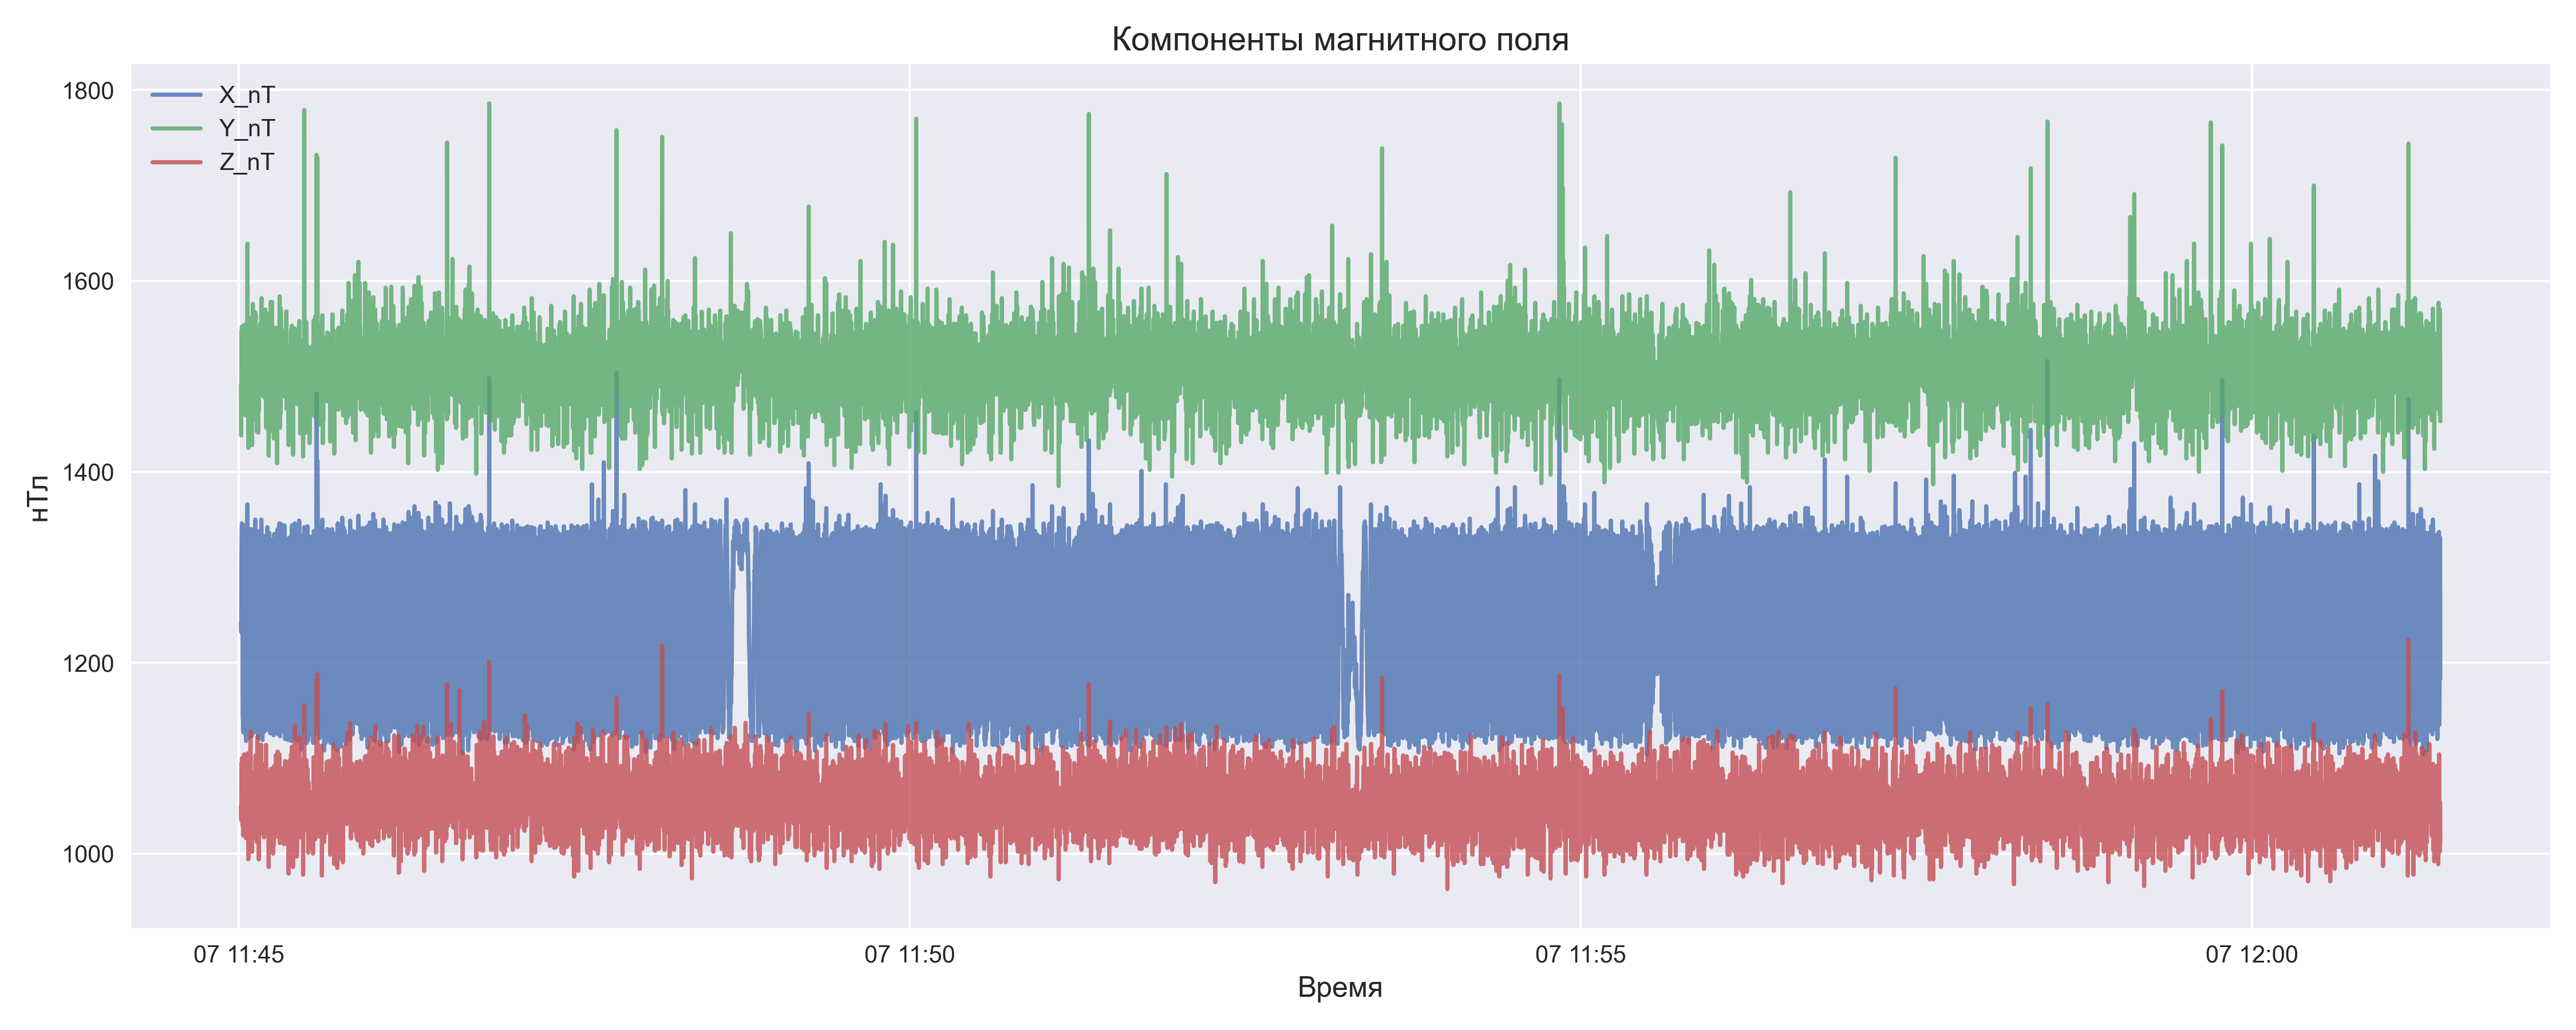 Компоненты магнитного поля
X_nT
Y_nT
Z_nT
1800
1600
1400
1200
1000
нТл
07 11:45
07 11:50
07 11:55
07 12:00
Время